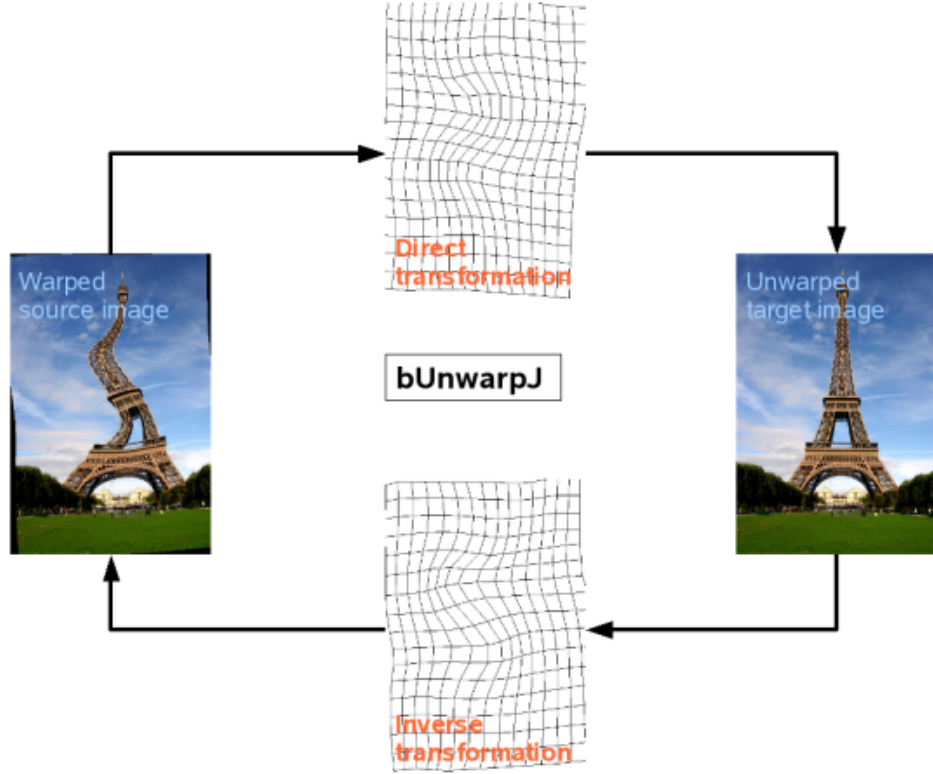 Direct
transformation
Warped
source image
Unwarped
target image
bUnwarpJ
Inverse
transformation